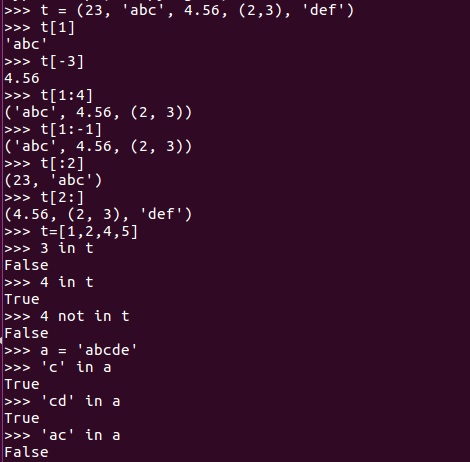 >>> t = (23, 'abc', 4.56, (2,3), 'def')
>>> t[1]
'abc'
>>> t[-3]
4.56
>>> t[1:4]
('abc', 4.56, (2, 3))
>>> t[1:-1]
('abc', 4.56, (2, 3))
>>> t[:2]
(23, 'abc')
>>> t[2:]
(4.56, (2, 3), 'def')
>>> t=[1,2,4,5]
>>> 3 in t
False
>>> 4 in t
True
>>> 4 not in t
False
>>> a = 'abcde'
>>> 'c' in a
True
>>> 'cd' in a
True
>>> 'ac' in a
False